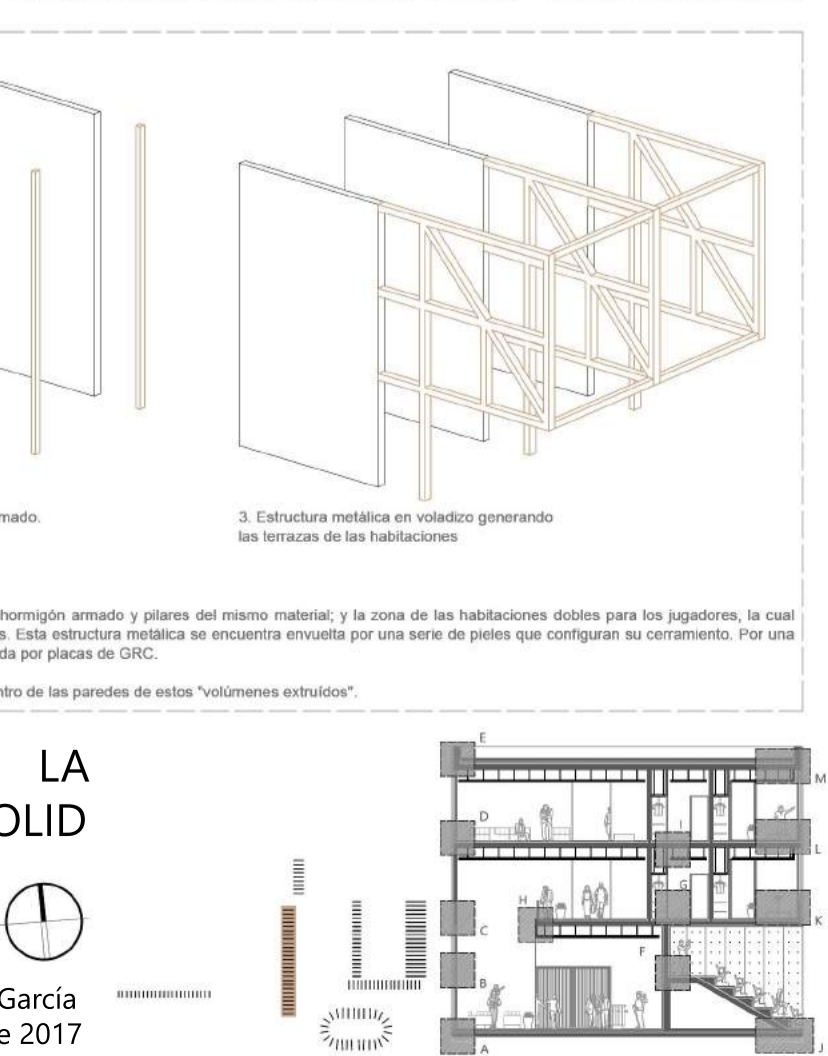 mado.
3. Estructura metálica en voladizo generando
las terrazas de las habitaciones
hormigón armado y pilares del mismo material; y la zona de las habitaciones dobles para los jugadores, la cual
s. Esta estructura metálica se encuentra envuelta por una serie de pieles que configuran su cerramiento. Por una
da por placas de GRC.
ntro de las paredes de estos "volúmenes extruídos".
LA
OLID
García
e 2017
E
M
D
I
L
G
H
K
C
F
B
A
J